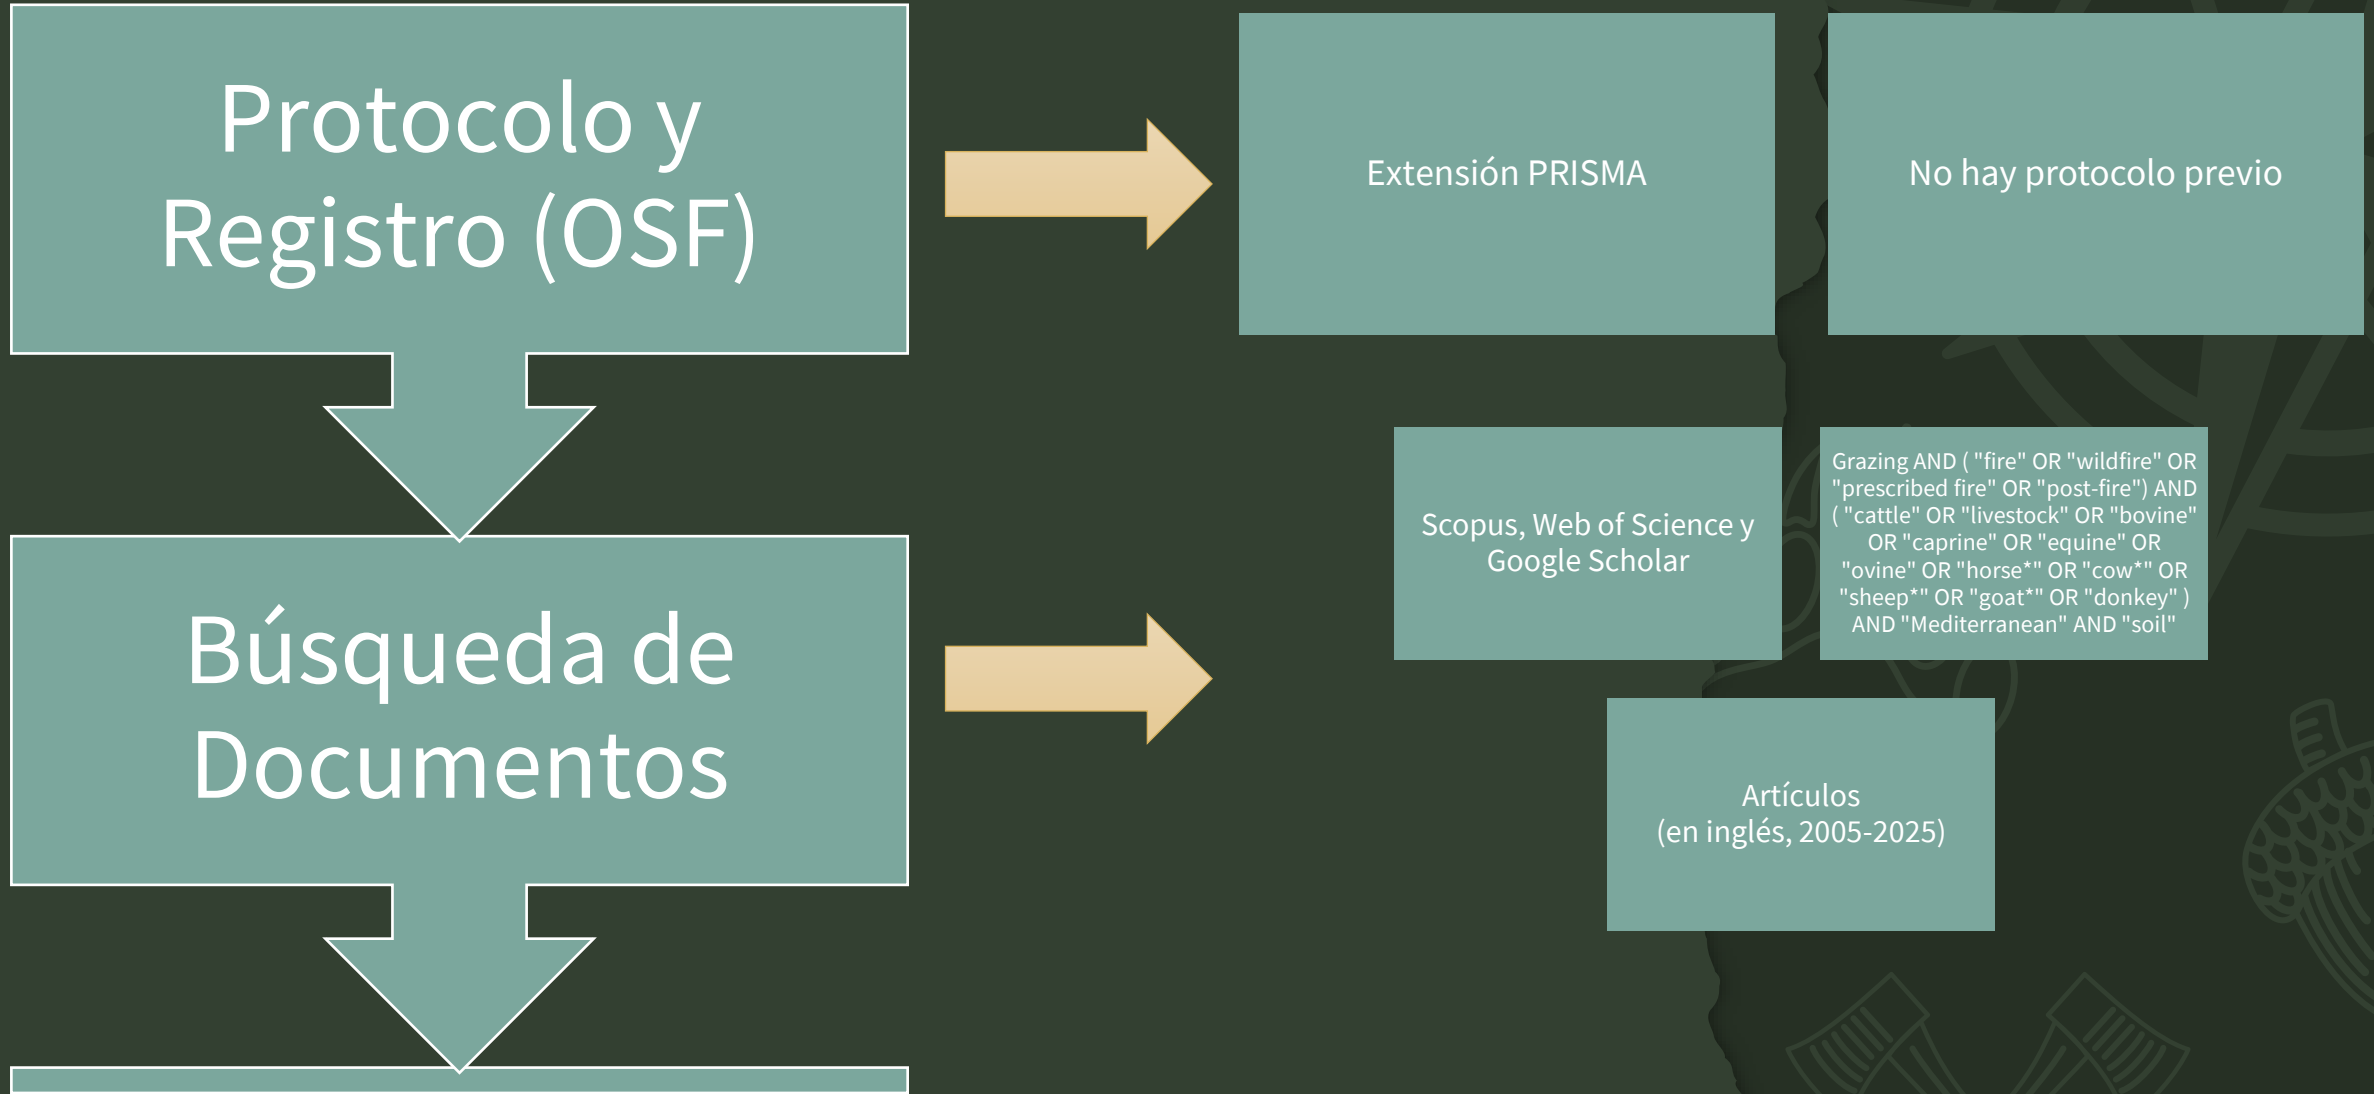 Protocolo y
Registro (OSF)
Extensión PRISMA
No hay protocolo previo
Búsqueda de
Documentos
Scopus, Web of Science y
Google Scholar
Grazing AND ( "fire" OR "wildfire" OR
"prescribed fire" OR "post-fire") AND
( "cattle" OR "livestock" OR "bovine"
OR "caprine" OR "equine" OR
"ovine" OR "horse*" OR "cow*" OR
"sheep*" OR "goat*" OR "donkey" )
AND "Mediterranean" AND "soil"
Artículos
(en inglés, 2005-2025)